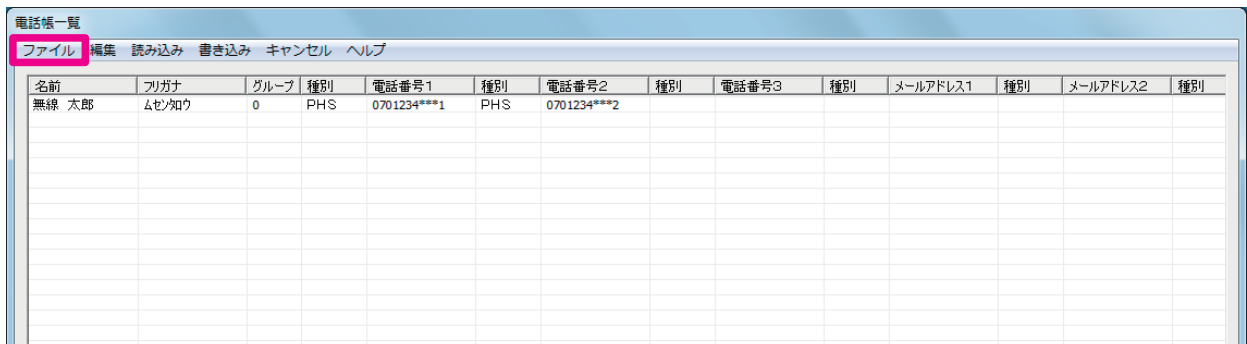 電話帳一覧
ファイル 編集 読み込み 書き込み キャンセル ヘルプ
名前 フリガナ グループ 種別 電話番号1 種別 電話番号2 種別 電話番号3 種別 メールアドレス1 種別 メールアドレス2 種別
無線 太郎 ムセンタロウ 0 PHS 0701234***1 PHS 0701234***2